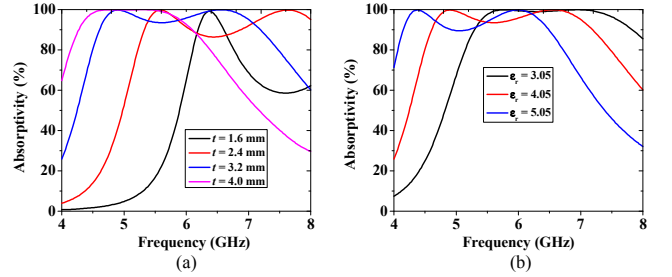 100
80
60
40
20
0
Absorptivity (%)
t = 1.6 mm
t = 2.4 mm
t = 3.2 mm
t = 4.0 mm
4 5 6 7 8
Frequency (GHz)
(a)
100
80
60
40
20
0
Absorptivity (%)
εr = 3.05
εr = 4.05
εr = 5.05
4 5 6 7 8
Frequency (GHz)
(b)